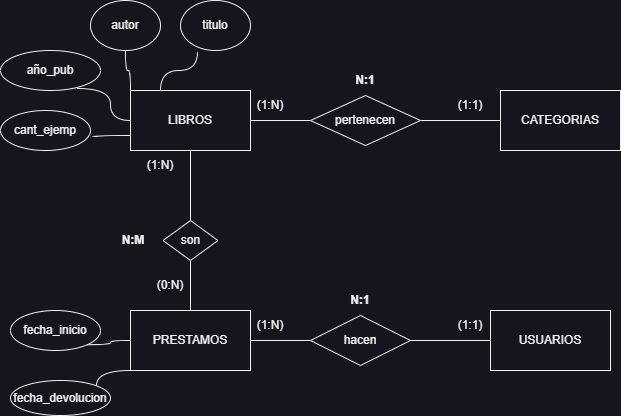 autor
titulo
año_pub
N:1
(1:N)
(1:1)
LIBROS
pertenecen
CATEGORIAS
cant_ejemp
(1:N)
N:M
son
(0:N)
N:1
fecha_inicio
(1:N)
(1:1)
PRESTAMOS
hacen
USUARIOS
fecha_devolucion